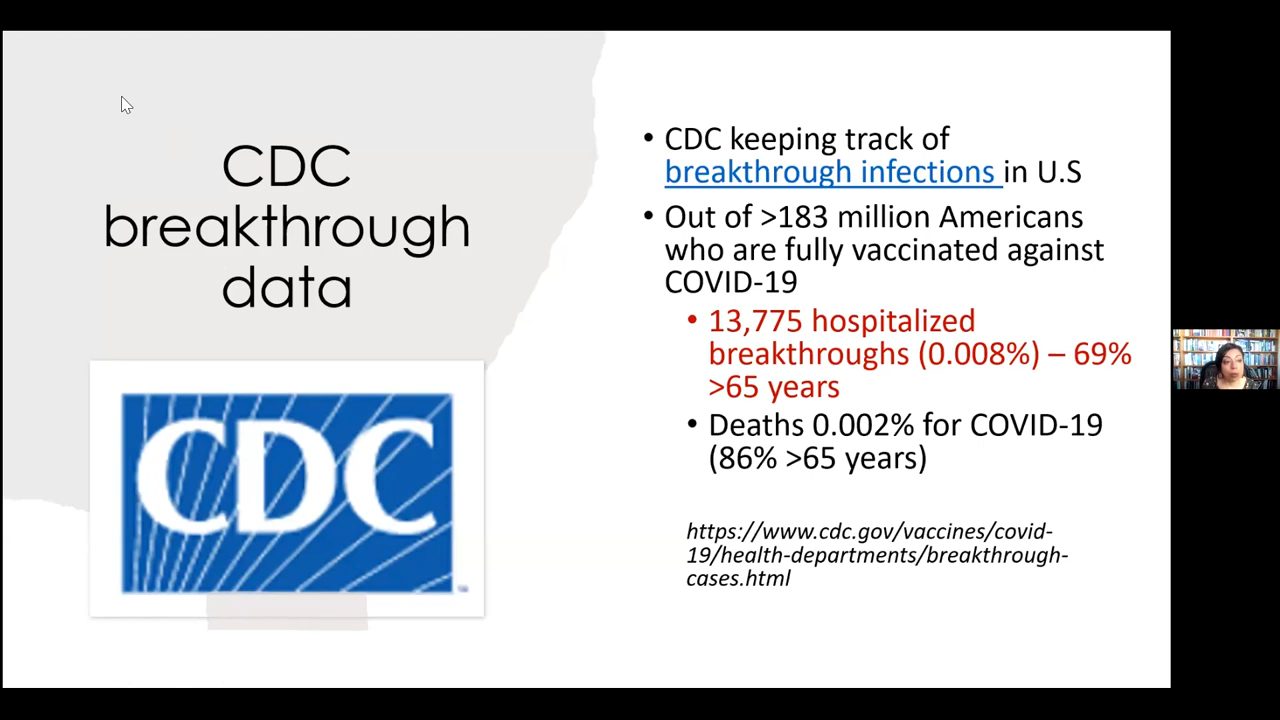 CDC
breakthrough
data
CDC
• CDC keeping track of
breakthrough infections in U.S
• Out of >183 million Americans
who are fully vaccinated against
COVID-19
• 13,775 hospitalized
breakthroughs (0.008%) – 69%
>65 years
• Deaths 0.002% for COVID-19
(86% >65 years)
https://www.cdc.gov/vaccines/covid-
19/health-departments/breakthrough-
cases.html